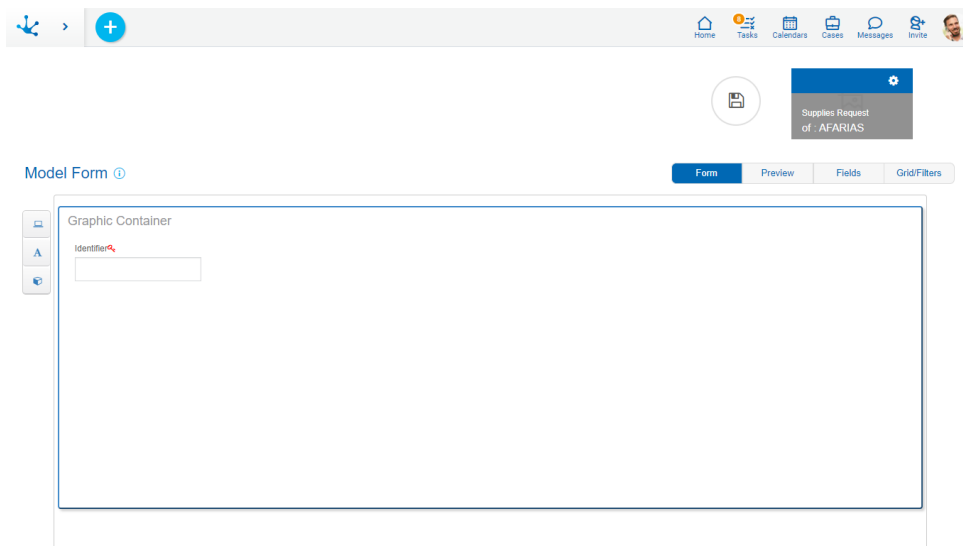 Home
8
Tasks
Calendars
Cases
Messages
Invite
Supplies Request
of : AFARIAS
Model Form
Form
Preview
Fields
Grid/Filters
Graphic Container
A
Identifier